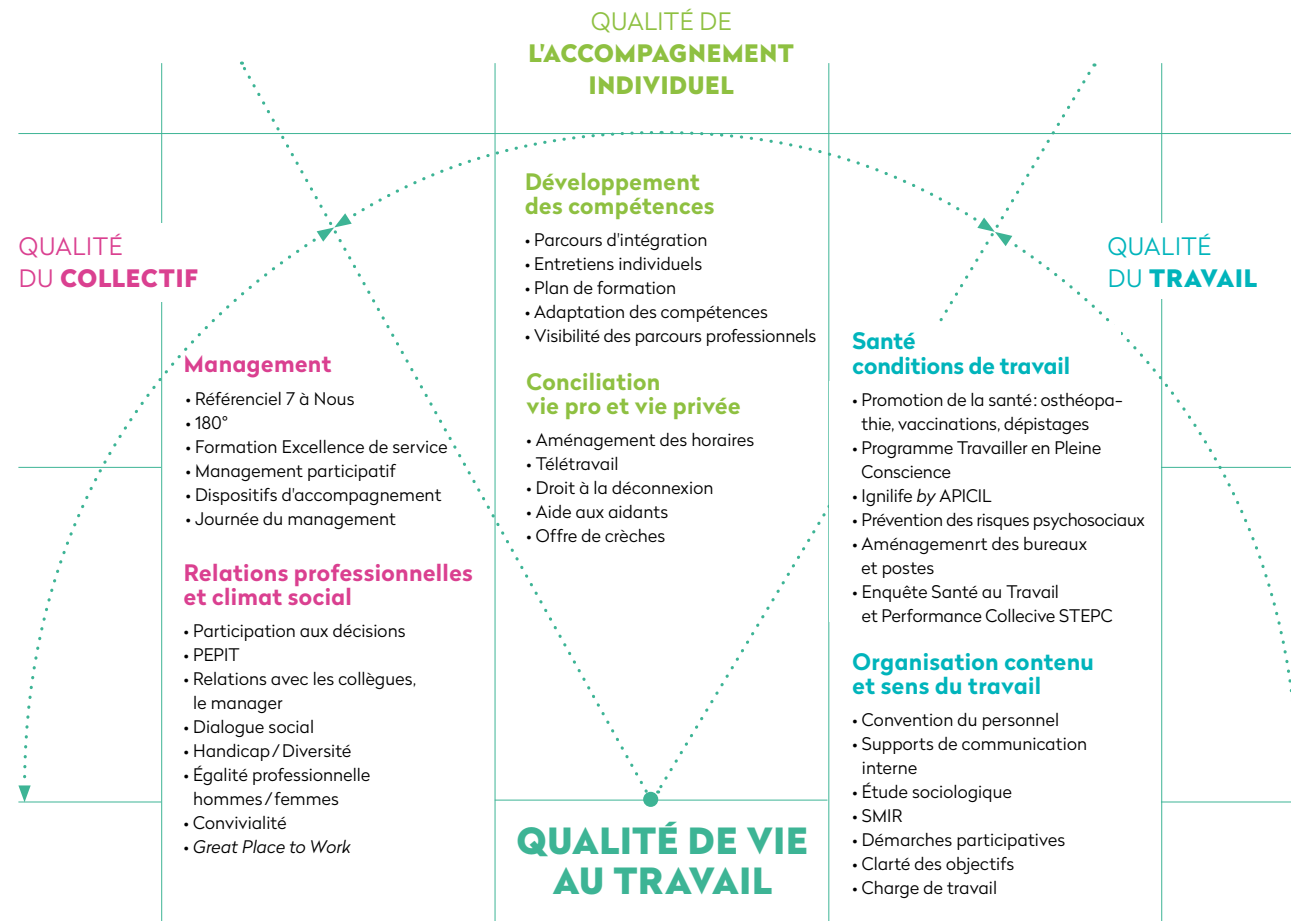 QUALITÉ DE
L'ACCOMPAGNEMENT
INDIVIDUEL
QUALITÉ
DU COLLECTIF
Management
• Référenciel 7 à Nous
• 180°
• Formation Excellence de service
• Management participatif
• Dispositifs d'accompagnement
• Journée du management
Relations professionnelles
et climat social
• Participation aux décisions
• PEPIT
• Relations avec les collègues,
le manager
• Dialogue social
• Handicap / Diversité
• Égalité professionnelle
hommes / femmes
• Convivialité
• Great Place to Work
Développement
des compétences
• Parcours d'intégration
• Entretiens individuels
• Plan de formation
• Adaptation des compétences
• Visibilité des parcours professionnels
Conciliation
vie pro et vie privée
• Aménagement des horaires
• Télétravail
• Droit à la déconnexion
• Aide aux aidants
• Offre de crèches
QUALITÉ
DU TRAVAIL
Santé
conditions de travail
• Promotion de la santé : osthéopa-
thie, vaccinations, dépistages
• Programme Travailler en Pleine
Conscience
• Ignilife by APICIL
• Prévention des risques psychosociaux
• Aménagemenrt des bureaux
et postes
• Enquête Santé au Travail
et Performance Collecive STEPC
Organisation contenu
et sens du travail
• Convention du personnel
• Supports de communication
interne
• Étude sociologique
• SMIR
• Démarches participatives
• Clarté des objectifs
• Charge de travail
QUALITÉ DE VIE
AU TRAVAIL